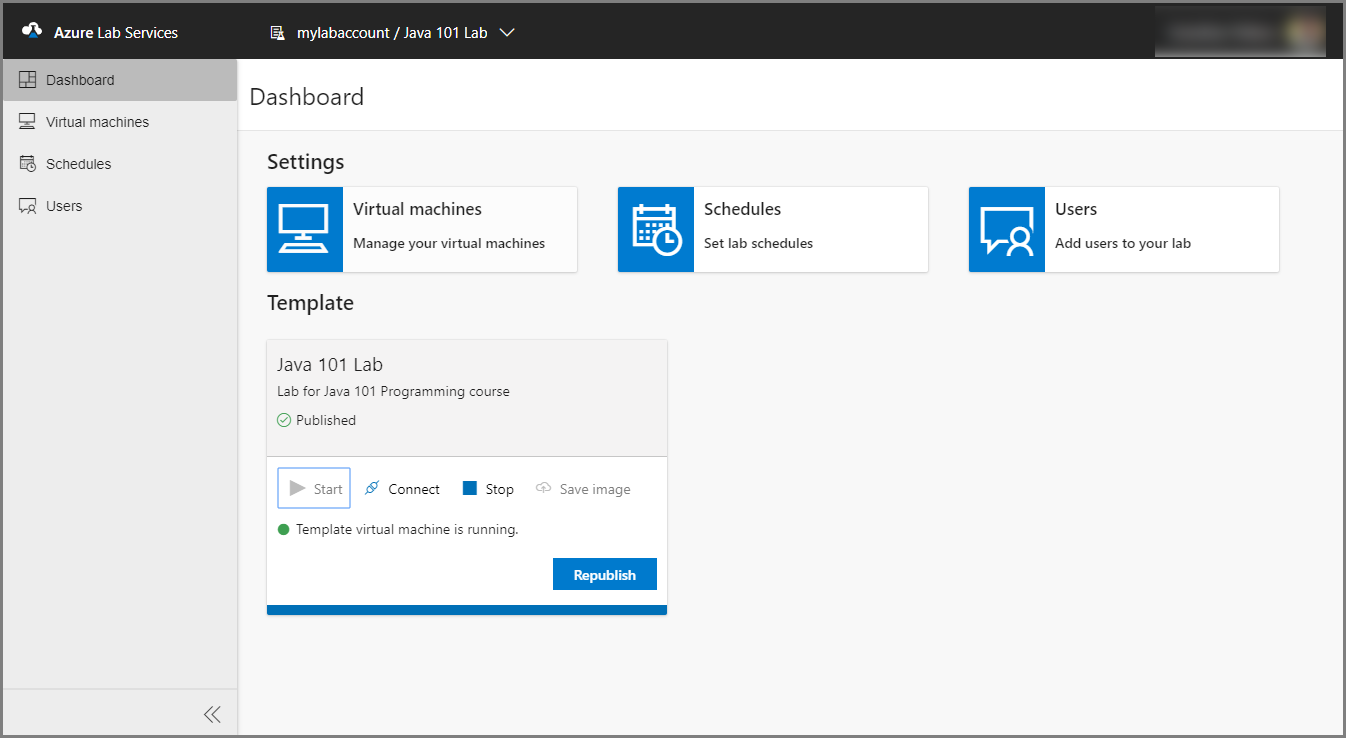 Azure Lab Services
mylabaccount / Java 101 Lab
Dashboard
Virtual machines
Schedules
Users
Dashboard
Settings
Virtual machines
Manage your virtual machines
Schedules
Set lab schedules
Users
Add users to your lab
Template
Java 101 Lab
Lab for Java 101 Programming course
Published
Start Connect Stop Save image
Template virtual machine is running.
Republish